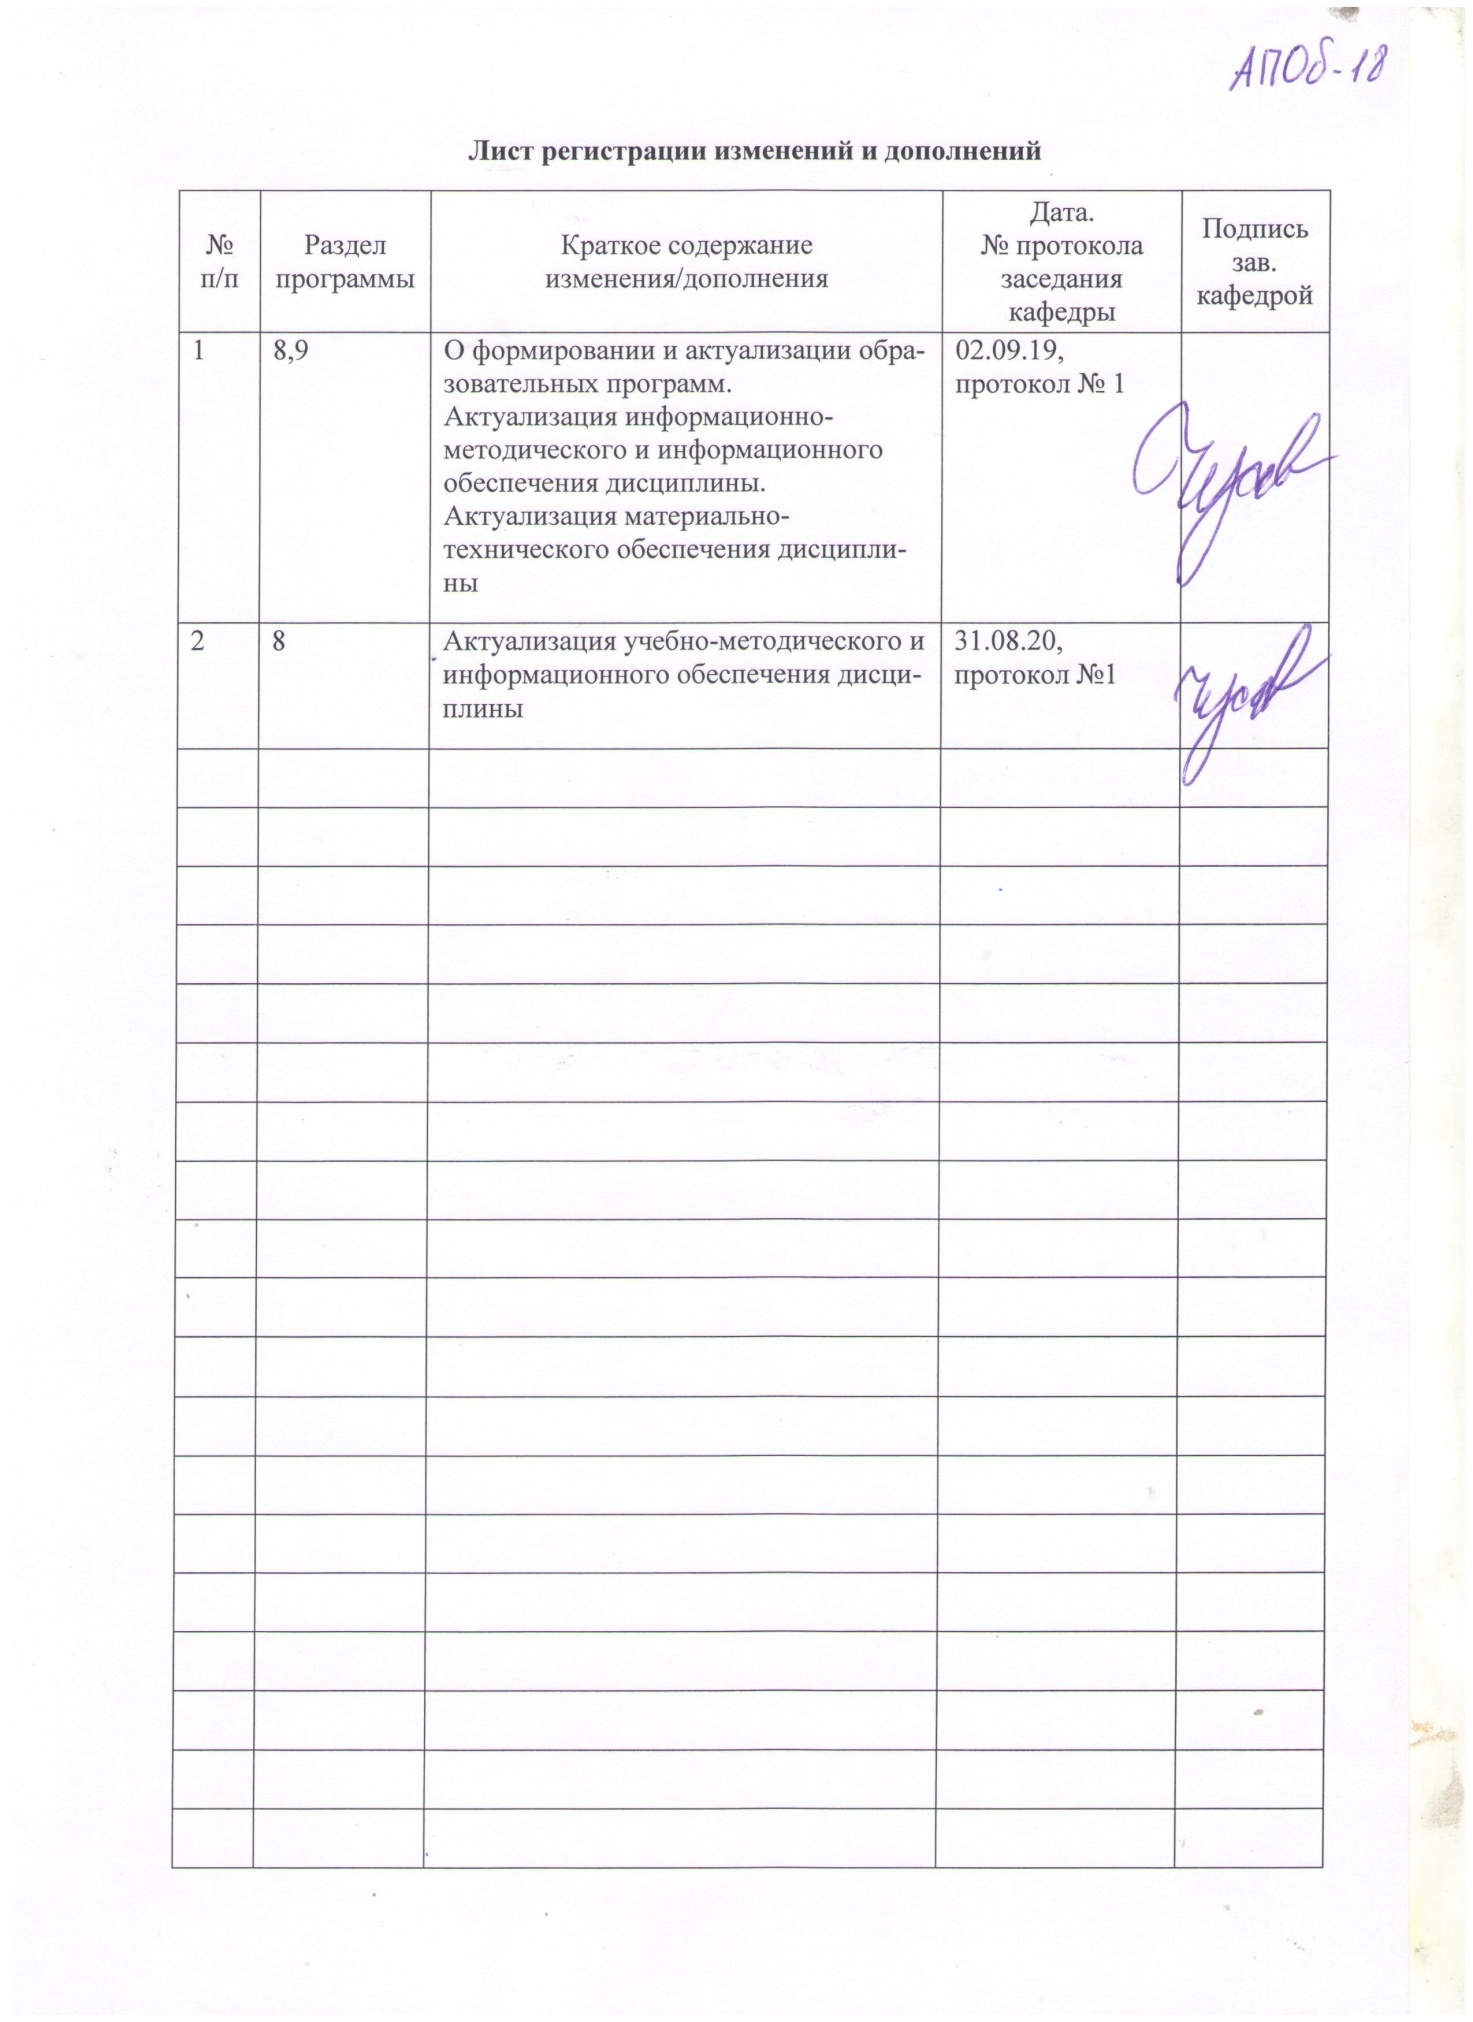 АПОб-18
Лист регистрации изменений и дополнений
№
п/п
Раздел
программы
Краткое содержание
изменения/дополнения
Дата.
№ протокола
заседания
кафедры
Подпись
зав.
кафедрой
1
8,9
О формировании и актуализации обра-
зовательных программ.
Актуализация информационно-
методического и информационного
обеспечения дисциплины.
Актуализация материально-
технического обеспечения дисципли-
ны
02.09.19,
протокол № 1
2
8
Актуализация учебно-методического и
информационного обеспечения дисци-
плины
31.08.20,
протокол №1